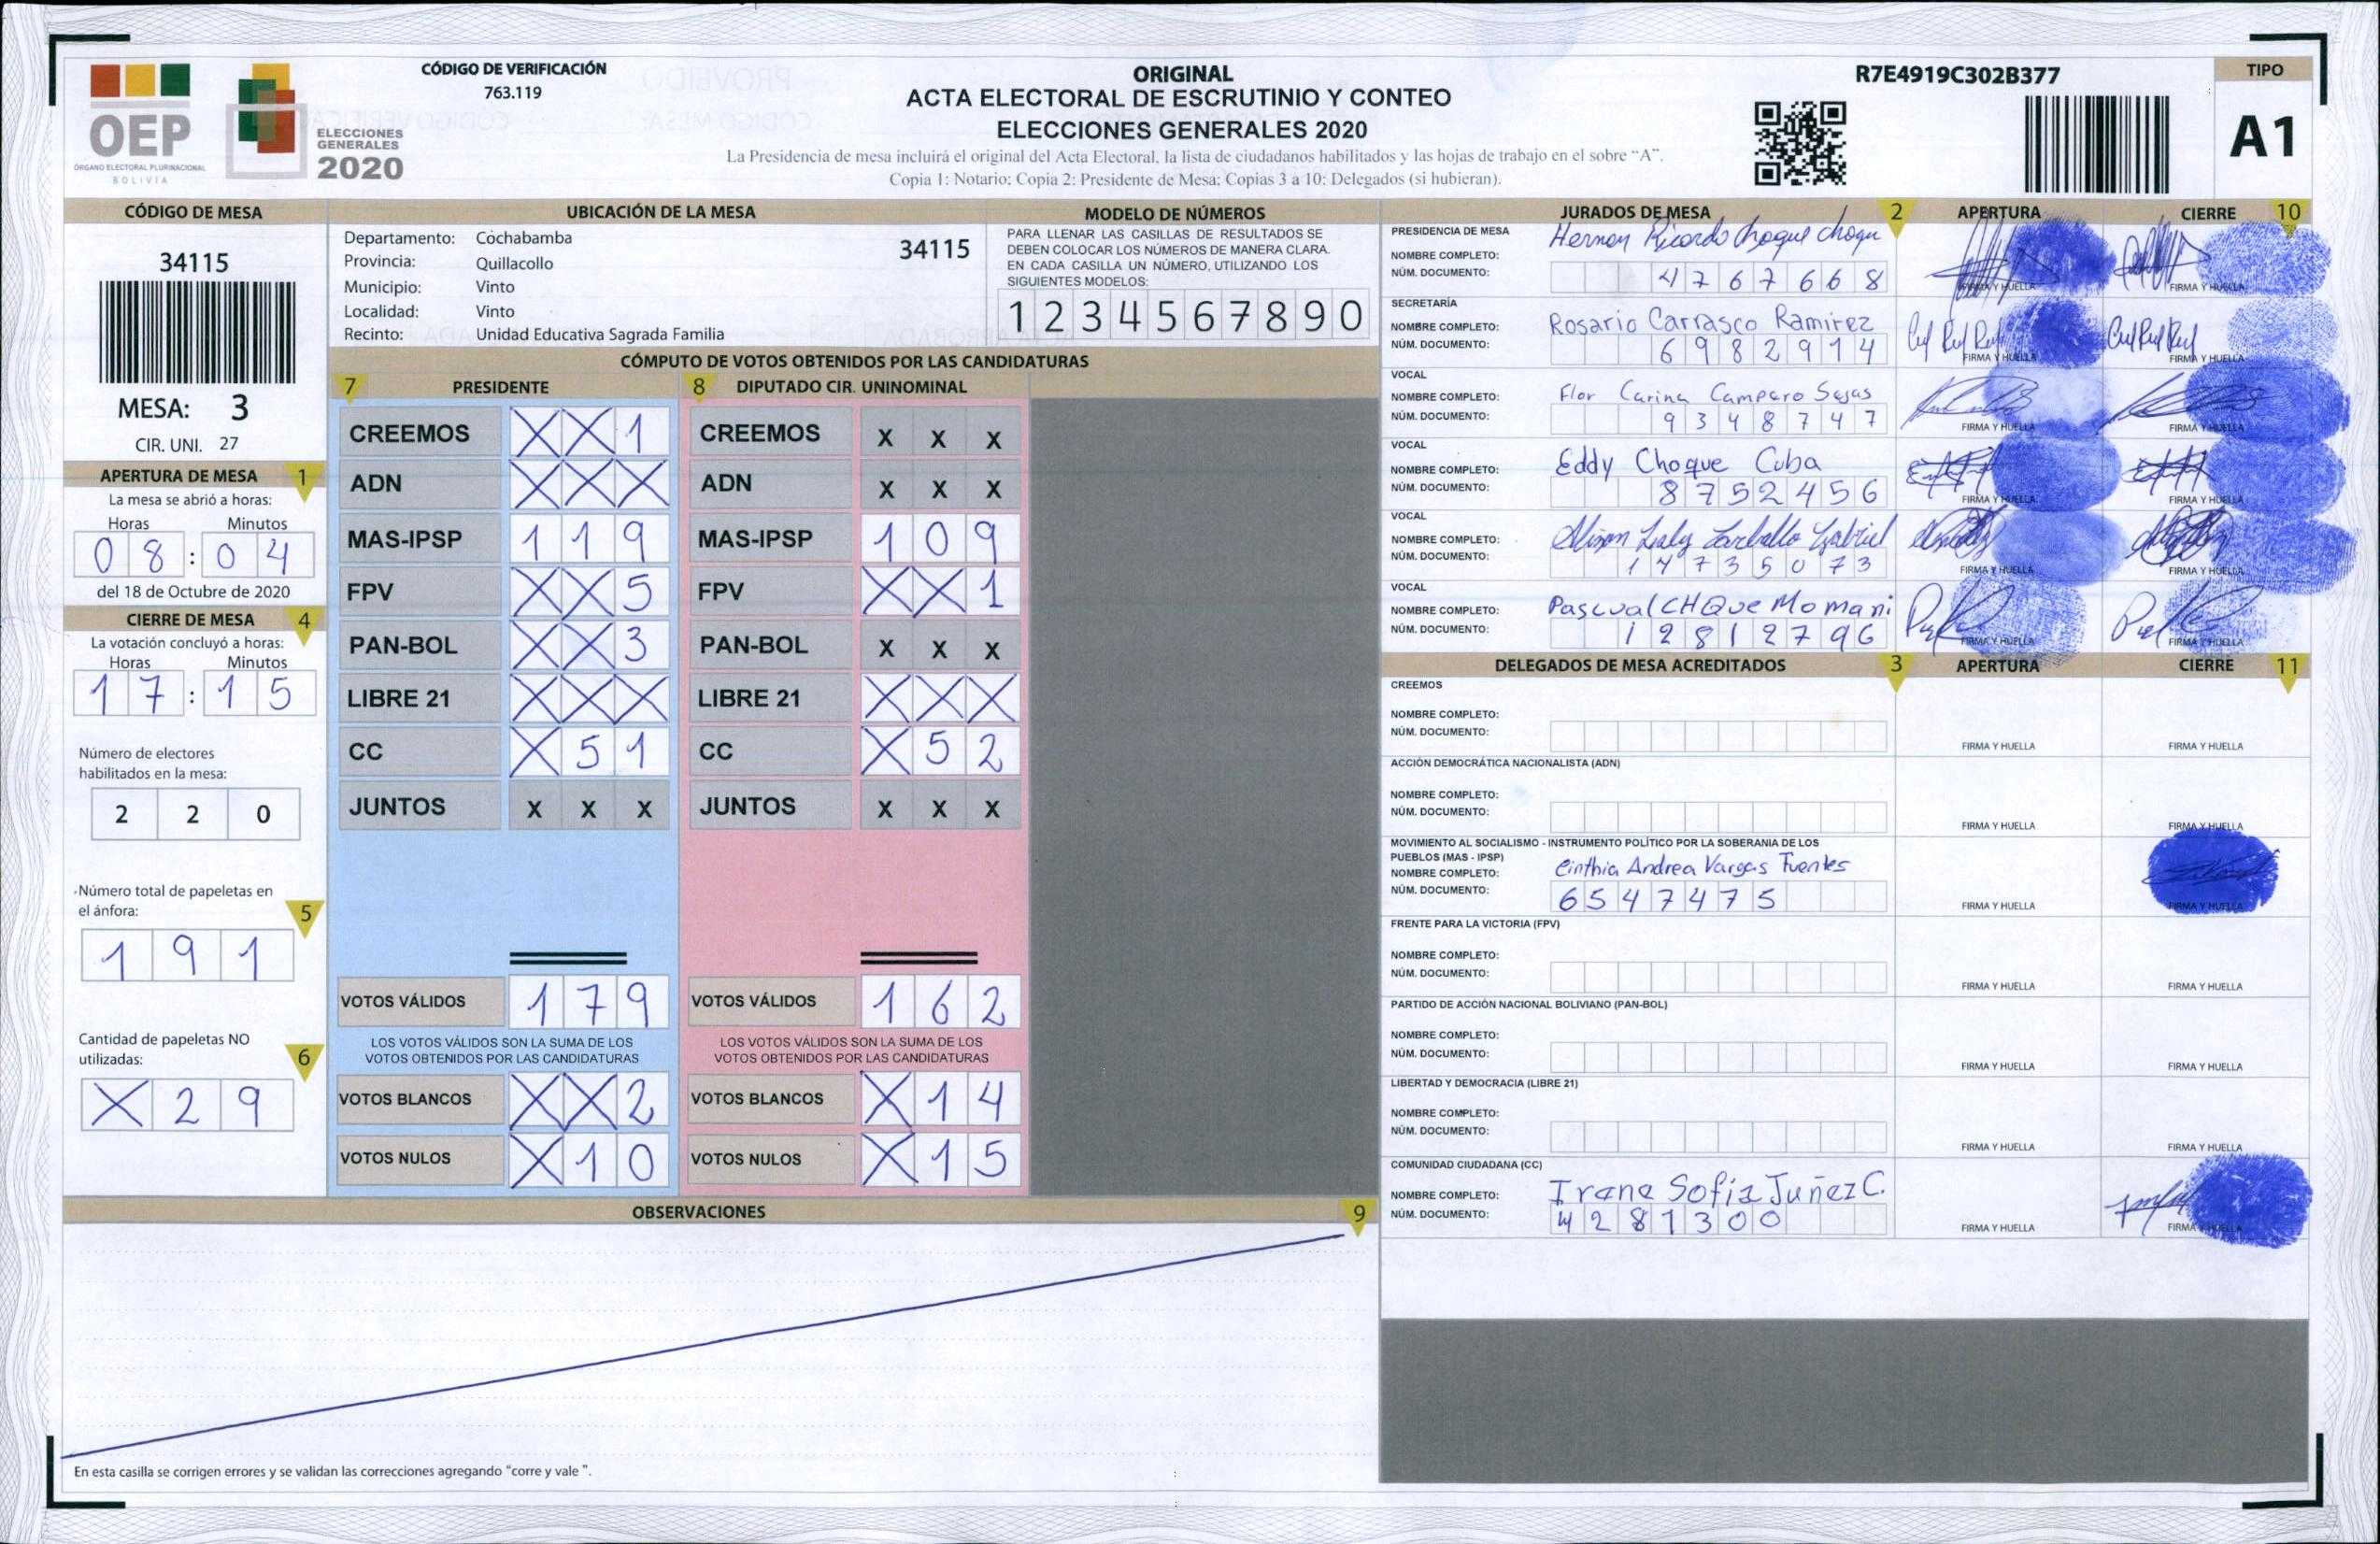 OEP
ÓRGANO ELECTORAL PLURINACIONAL
BOLIVIA
ELECCIONES
GENERALES
2020
CÓDIGO DE VERIFICACIÓN
763.119
ORIGINAL
ACTA ELECTORAL DE ESCRUTINIO Y CONTEO
ELECCIONES GENERALES 2020
La Presidencia de mesa incluirá el original del Acta Electoral, la lista de ciudadanos habilitados y las hojas de trabajo en el sobre “A”.
Copia 1: Notario; Copia 2: Presidente de Mesa; Copias 3 a 10: Delegados (si hubieran).
R7E4919C302B377
TIPO
A1
CÓDIGO DE MESA
34115
MESA: 3
CIR. UNI. 27
APERTURA DE MESA 1
La mesa se abrió a horas:
Horas Minutos
08:04
del 18 de Octubre de 2020
CIERRE DE MESA 4
La votación concluyó a horas:
Horas Minutos
17:15
Número de electores
habilitados en la mesa:
2 2 0
Número total de papeletas en
el ánfora: 5
1 9 1
Cantidad de papeletas NO
utilizadas: 6
X 2 9
UBICACIÓN DE LA MESA
Departamento: Cochabamba 34115
Provincia: Quillacollo
Municipio: Vinto
Localidad: Vinto
Recinto: Unidad Educativa Sagrada Familia
MODELO DE NÚMEROS
PARA LLENAR LAS CASILLAS DE RESULTADOS SE
DEBEN COLOCAR LOS NÚMEROS DE MANERA CLARA.
EN CADA CASILLA UN NÚMERO, UTILIZANDO LOS
SIGUIENTES MODELOS:
1 2 3 4 5 6 7 8 9 0
CÓMPUTO DE VOTOS OBTENIDOS POR LAS CANDIDATURAS
7 PRESIDENTE 8 DIPUTADO CIR. UNINOMINAL
CREEMOS X X 1 CREEMOS X X X
ADN X X X ADN X X X
MAS-IPSP 1 1 9 MAS-IPSP 1 0 9
FPV X X 5 FPV X X 1
PAN-BOL X X 3 PAN-BOL X X X
LIBRE 21 X X X LIBRE 21 X X X
CC X 5 1 CC X 5 2
JUNTOS X X X JUNTOS X X X
VOTOS VÁLIDOS 1 7 9 VOTOS VÁLIDOS 1 6 2
LOS VOTOS VÁLIDOS SON LA SUMA DE LOS LOS VOTOS VÁLIDOS SON LA SUMA DE LOS
VOTOS OBTENIDOS POR LAS CANDIDATURAS VOTOS OBTENIDOS POR LAS CANDIDATURAS
VOTOS BLANCOS X X 2 VOTOS BLANCOS X 1 4
VOTOS NULOS X 1 0 VOTOS NULOS X 1 5
OBSERVACIONES 9
En esta casilla se corrigen errores y se validan las correcciones agregando “corre y vale ”.
JURADOS DE MESA 2 APERTURA CIERRE 10
PRESIDENCIA DE MESA
NOMBRE COMPLETO: Hernan Ricardo Choque Choqu
NÚM. DOCUMENTO: 4767668
FIRMA Y HUELLA FIRMA Y HUELLA
SECRETARÍA
NOMBRE COMPLETO: Rosario Carrasco Ramirez
NÚM. DOCUMENTO: 6982914
FIRMA Y HUELLA FIRMA Y HUELLA
VOCAL
NOMBRE COMPLETO: Flor Carina Campero Sejas
NÚM. DOCUMENTO: 9348747
FIRMA Y HUELLA FIRMA Y HUELLA
VOCAL
NOMBRE COMPLETO: Eddy Choque Cuba
NÚM. DOCUMENTO: 8752456
FIRMA Y HUELLA FIRMA Y HUELLA
VOCAL
NOMBRE COMPLETO:
NÚM. DOCUMENTO: 14735073
FIRMA Y HUELLA FIRMA Y HUELLA
VOCAL
NOMBRE COMPLETO: Pascual CHQue Momani
NÚM. DOCUMENTO: 12812796
FIRMA Y HUELLA FIRMA Y HUELLA
DELEGADOS DE MESA ACREDITADOS 3 APERTURA CIERRE 11
CREEMOS
NOMBRE COMPLETO:
NÚM. DOCUMENTO:
FIRMA Y HUELLA FIRMA Y HUELLA
ACCIÓN DEMOCRÁTICA NACIONALISTA (ADN)
NOMBRE COMPLETO:
NÚM. DOCUMENTO:
FIRMA Y HUELLA FIRMA Y HUELLA
MOVIMIENTO AL SOCIALISMO - INSTRUMENTO POLÍTICO POR LA SOBERANIA DE LOS
PUEBLOS (MAS - IPSP)
NOMBRE COMPLETO: Cinthia Andrea Vargas Fuentes
NÚM. DOCUMENTO: 6547475
FIRMA Y HUELLA FIRMA Y HUELLA
FRENTE PARA LA VICTORIA (FPV)
NOMBRE COMPLETO:
NÚM. DOCUMENTO:
FIRMA Y HUELLA FIRMA Y HUELLA
PARTIDO DE ACCIÓN NACIONAL BOLIVIANO (PAN-BOL)
NOMBRE COMPLETO:
NÚM. DOCUMENTO:
FIRMA Y HUELLA FIRMA Y HUELLA
LIBERTAD Y DEMOCRACIA (LIBRE 21)
NOMBRE COMPLETO:
NÚM. DOCUMENTO:
FIRMA Y HUELLA FIRMA Y HUELLA
COMUNIDAD CIUDADANA (CC)
NOMBRE COMPLETO: Irene Sofia Juñez C.
NÚM. DOCUMENTO: 4281300
FIRMA Y HUELLA FIRMA Y HUELLA